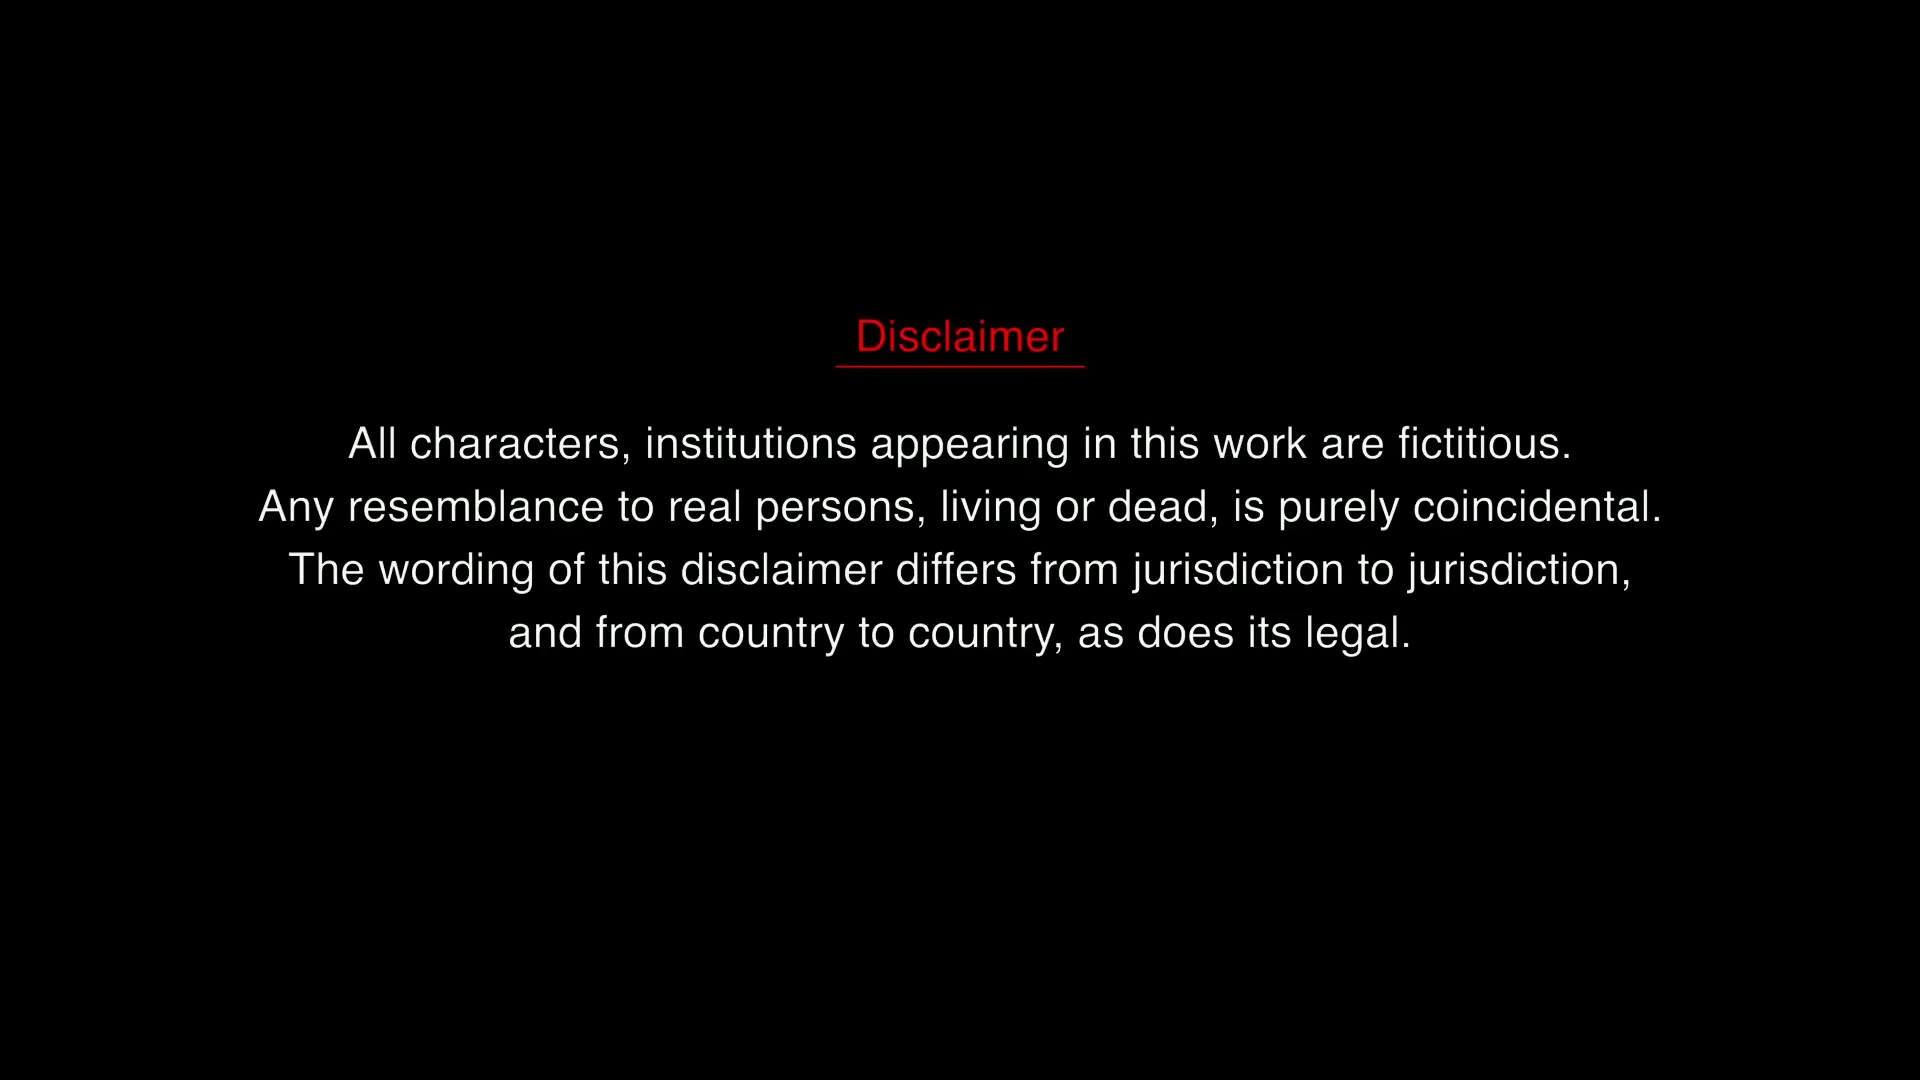 Disclaimer
All characters, institutions appearing in this work are fictitious.
Any resemblance to real persons, living or dead, is purely coincidental.
The wording of this disclaimer differs from jurisdiction to jurisdiction,
and from country to country, as does its legal.